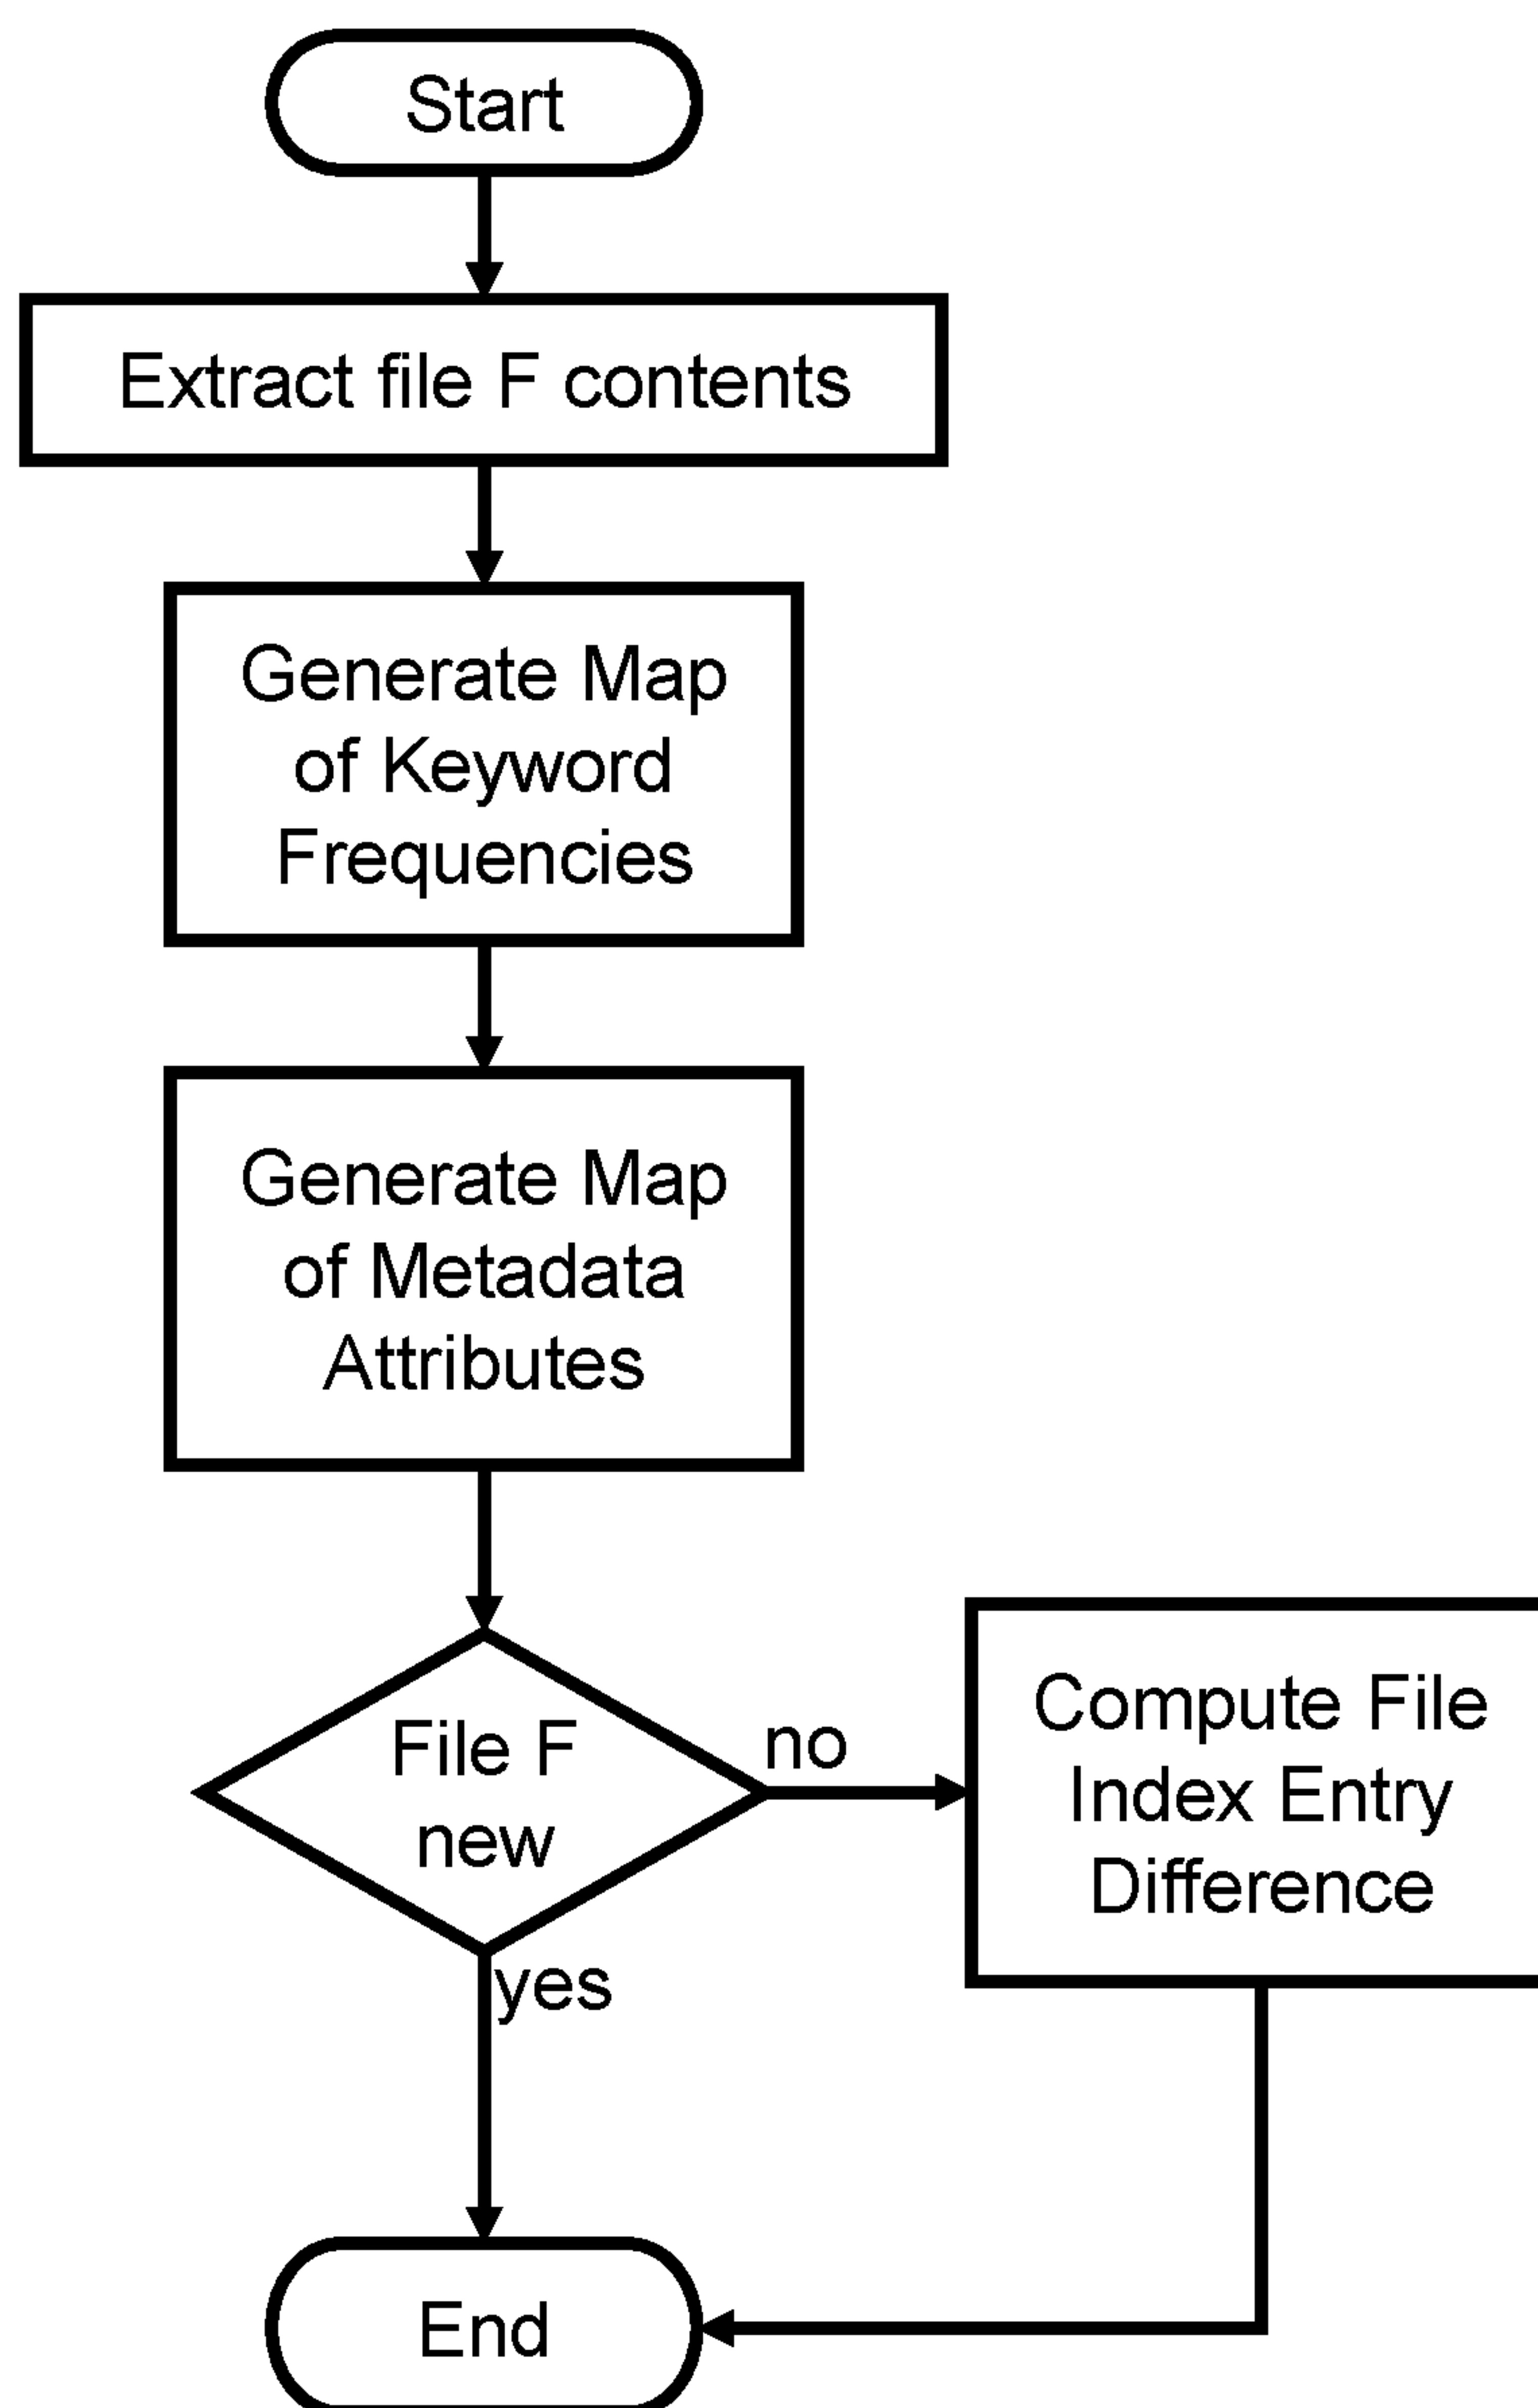 Start
Extract file F contents
Generate Map
of Keyword
Frequencies
Generate Map
of Metadata
Attributes
File F
new
no
yes
Compute File
Index Entry
Difference
End